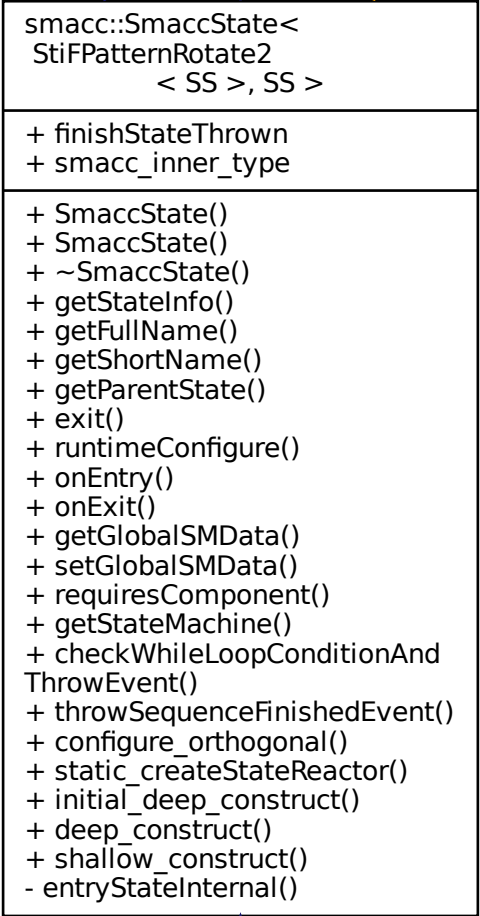 smacc::SmaccState<
StiFPatternRotate2
< SS >, SS >
+ finishStateThrown
+ smacc_inner_type
+ SmaccState()
+ SmaccState()
+ ~SmaccState()
+ getStateInfo()
+ getFullName()
+ getShortName()
+ getParentState()
+ exit()
+ runtimeConfigure()
+ onEntry()
+ onExit()
+ getGlobalSMData()
+ setGlobalSMData()
+ requiresComponent()
+ getStateMachine()
+ checkWhileLoopConditionAnd
ThrowEvent()
+ throwSequenceFinishedEvent()
+ configure_orthogonal()
+ static_createStateReactor()
+ initial_deep_construct()
+ deep_construct()
+ shallow_construct()
- entryStateInternal()